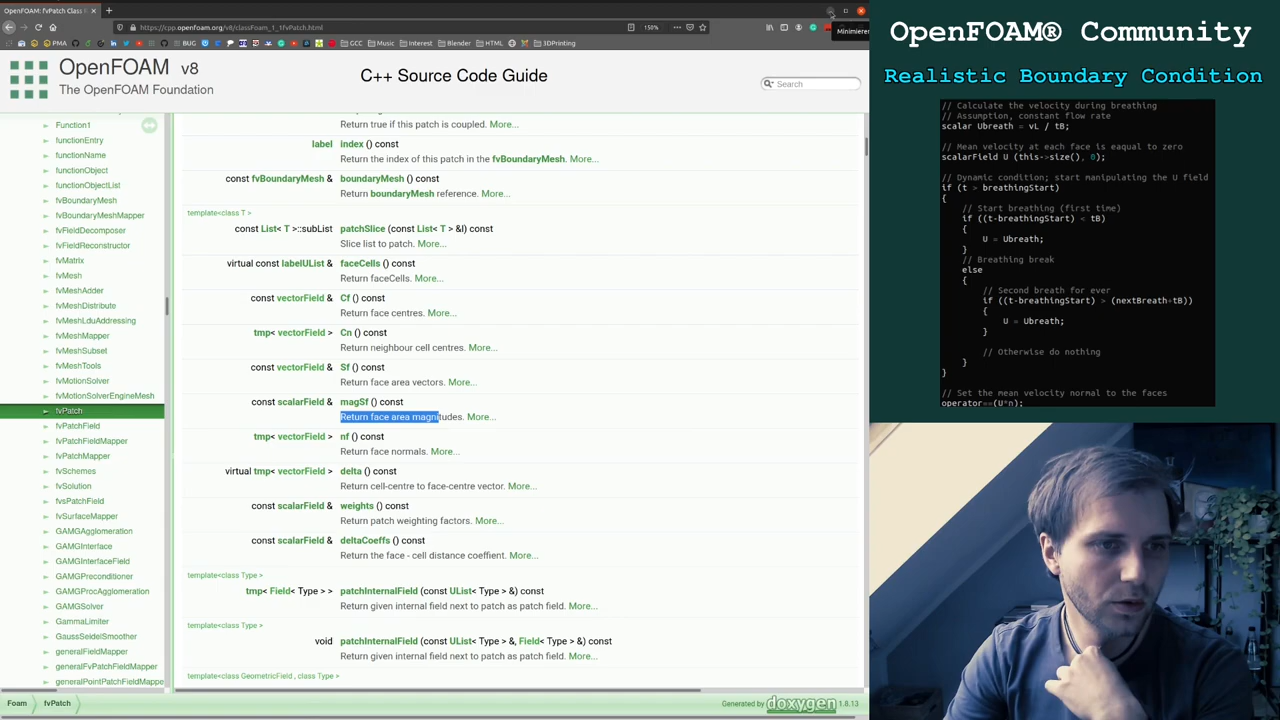 OpenFOAM: fvPatch Class
https://cpp.openfoam.org/v8/classFoam_1_1fvPatch.html
150%
Minimieren
PMA
BUG
GCC
Music
Interest
Blender
HTML
3DPrinting
OpenFOAM v8
The OpenFOAM Foundation
C++ Source Code Guide
Search
Function1
functionEntry
functionName
functionObject
functionObjectList
fvBoundaryMesh
fvBoundaryMeshMapper
fvFieldDecomposer
fvFieldReconstructor
fvMatrix
fvMesh
fvMeshAdder
fvMeshDistribute
fvMeshLduAddressing
fvMeshMapper
fvMeshSubset
fvMeshTools
fvMotionSolver
fvMotionSolverEngineMesh
fvPatch
fvPatchField
fvPatchFieldMapper
fvPatchMapper
fvSchemes
fvSolution
fvsPatchField
fvSurfaceMapper
GAMGAgglomeration
GAMGInterface
GAMGInterfaceField
GAMGPreconditioner
GAMGProcAgglomeration
GAMGSolver
GammaLimiter
GaussSeidelSmoother
generalFieldMapper
generalFvPatchFieldMapper
generalPointPatchFieldMappe
Return true if this patch is coupled. More...
label index () const
Return the index of this patch in the fvBoundaryMesh. More...
const fvBoundaryMesh & boundaryMesh () const
Return boundaryMesh reference. More...
template<class T >
const List< T >::subList patchSlice (const List< T > &l) const
Slice list to patch. More...
virtual const labelUList & faceCells () const
Return faceCells. More...
const vectorField & Cf () const
Return face centres. More...
tmp< vectorField > Cn () const
Return neighbour cell centres. More...
const vectorField & Sf () const
Return face area vectors. More...
const scalarField & magSf () const
Return face area magnitudes. More...
tmp< vectorField > nf () const
Return face normals. More...
virtual tmp< vectorField > delta () const
Return cell-centre to face-centre vector. More...
const scalarField & weights () const
Return patch weighting factors. More...
const scalarField & deltaCoeffs () const
Return the face - cell distance coeffient. More...
template<class Type >
tmp< Field< Type > > patchInternalField (const UList< Type > &) const
Return given internal field next to patch as patch field. More...
template<class Type >
void patchInternalField (const UList< Type > &, Field< Type > &) const
Return given internal field next to patch as patch field. More...
template<class GeometricField , class Type >
Foam fvPatch
Generated by doxygen 1.8.13
OpenFOAM® Community
Realistic Boundary Condition
// Calculate the velocity during breathing
// Assumption, constant flow rate
scalar Ubreath = vL / tB;
// Mean velocity at each face is eaqual to zero
scalarField U (this->size(), 0);
// Dynamic condition; start manipulating the U field
if (t > breathingStart)
{
// Start breathing (first time)
if ((t-breathingStart) < tB)
{
U = Ubreath;
}
// Breathing break
else
{
// Second breath for ever
if ((t-breathingStart) > (nextBreath+tB))
{
U = Ubreath;
}
// Otherwise do nothing
}
}
// Set the mean velocity normal to the faces
operator==(U*n);